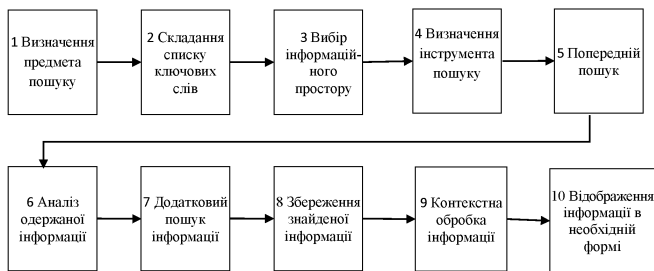 1 Визначення
предмета
пошуку
2 Складання
списку
ключових
слів
3 Вибір
інформацій-
ного
простору
4 Визначення
інструмента
пошуку
5 Попередній
пошук
6 Аналіз
одержаної
інформації
7 Додатковий
пошук
інформації
8 Збереження
знайденої
інформації
9 Контекстна
обробка
інформації
10 Відображення
інформації в
необхідній
формі